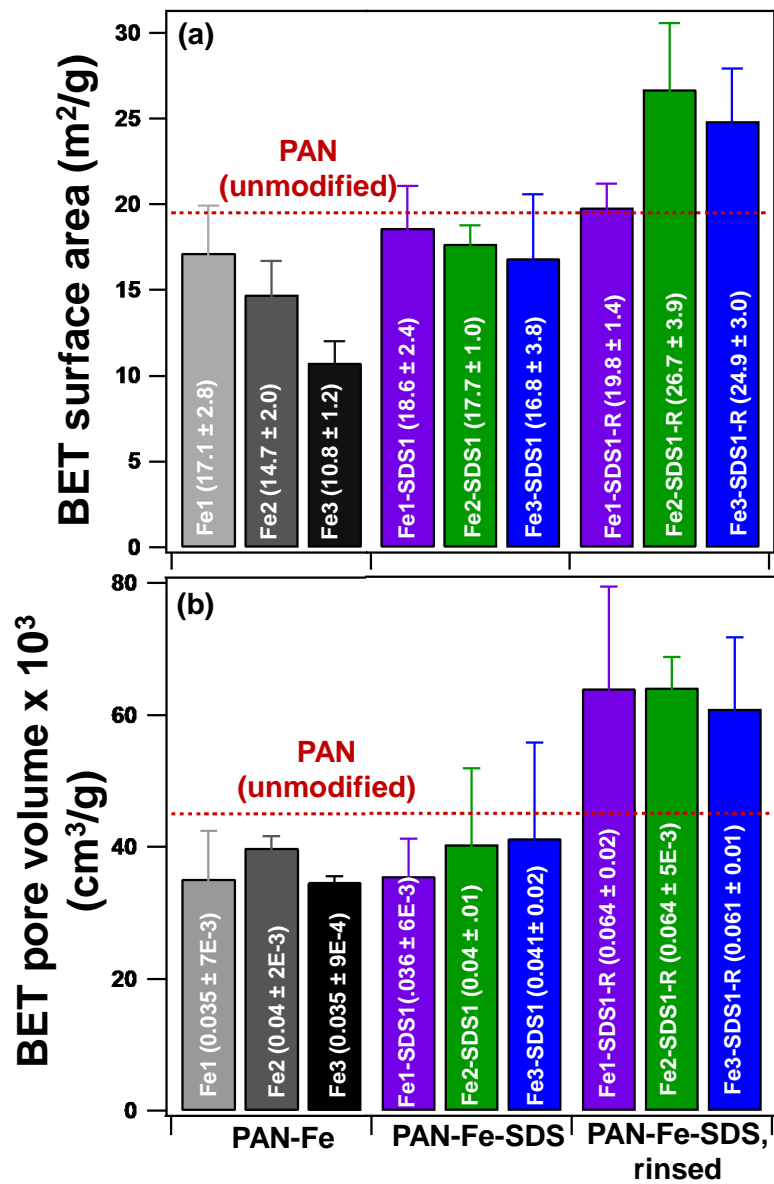 (a)
BET surface area (m²/g)
30
25
20
15
10
5
0
PAN
(unmodified)
Fe1 (17.1 ± 2.8)
Fe2 (14.7 ± 2.0)
Fe3 (10.8 ± 1.2)
Fe1-SDS1 (18.6 ± 2.4)
Fe2-SDS1 (17.7 ± 1.0)
Fe3-SDS1 (16.8 ± 3.8)
Fe1-SDS1-R (19.8 ± 1.4)
Fe2-SDS1-R (26.7 ± 3.9)
Fe3-SDS1-R (24.9 ± 3.0)
(b)
BET pore volume x 10³
(cm³/g)
80
60
40
20
0
PAN
(unmodified)
Fe1 (0.035 ± 7E-3)
Fe2 (0.04 ± 2E-3)
Fe3 (0.035 ± 9E-4)
Fe1-SDS1(.036 ± 6E-3)
Fe2-SDS1 (0.04 ± .01)
Fe3-SDS1 (0.041± 0.02)
Fe1-SDS1-R (0.064 ± 0.02)
Fe2-SDS1-R (0.064 ± 5E-3)
Fe3-SDS1-R (0.061 ± 0.01)
PAN-Fe
PAN-Fe-SDS
PAN-Fe-SDS,
rinsed